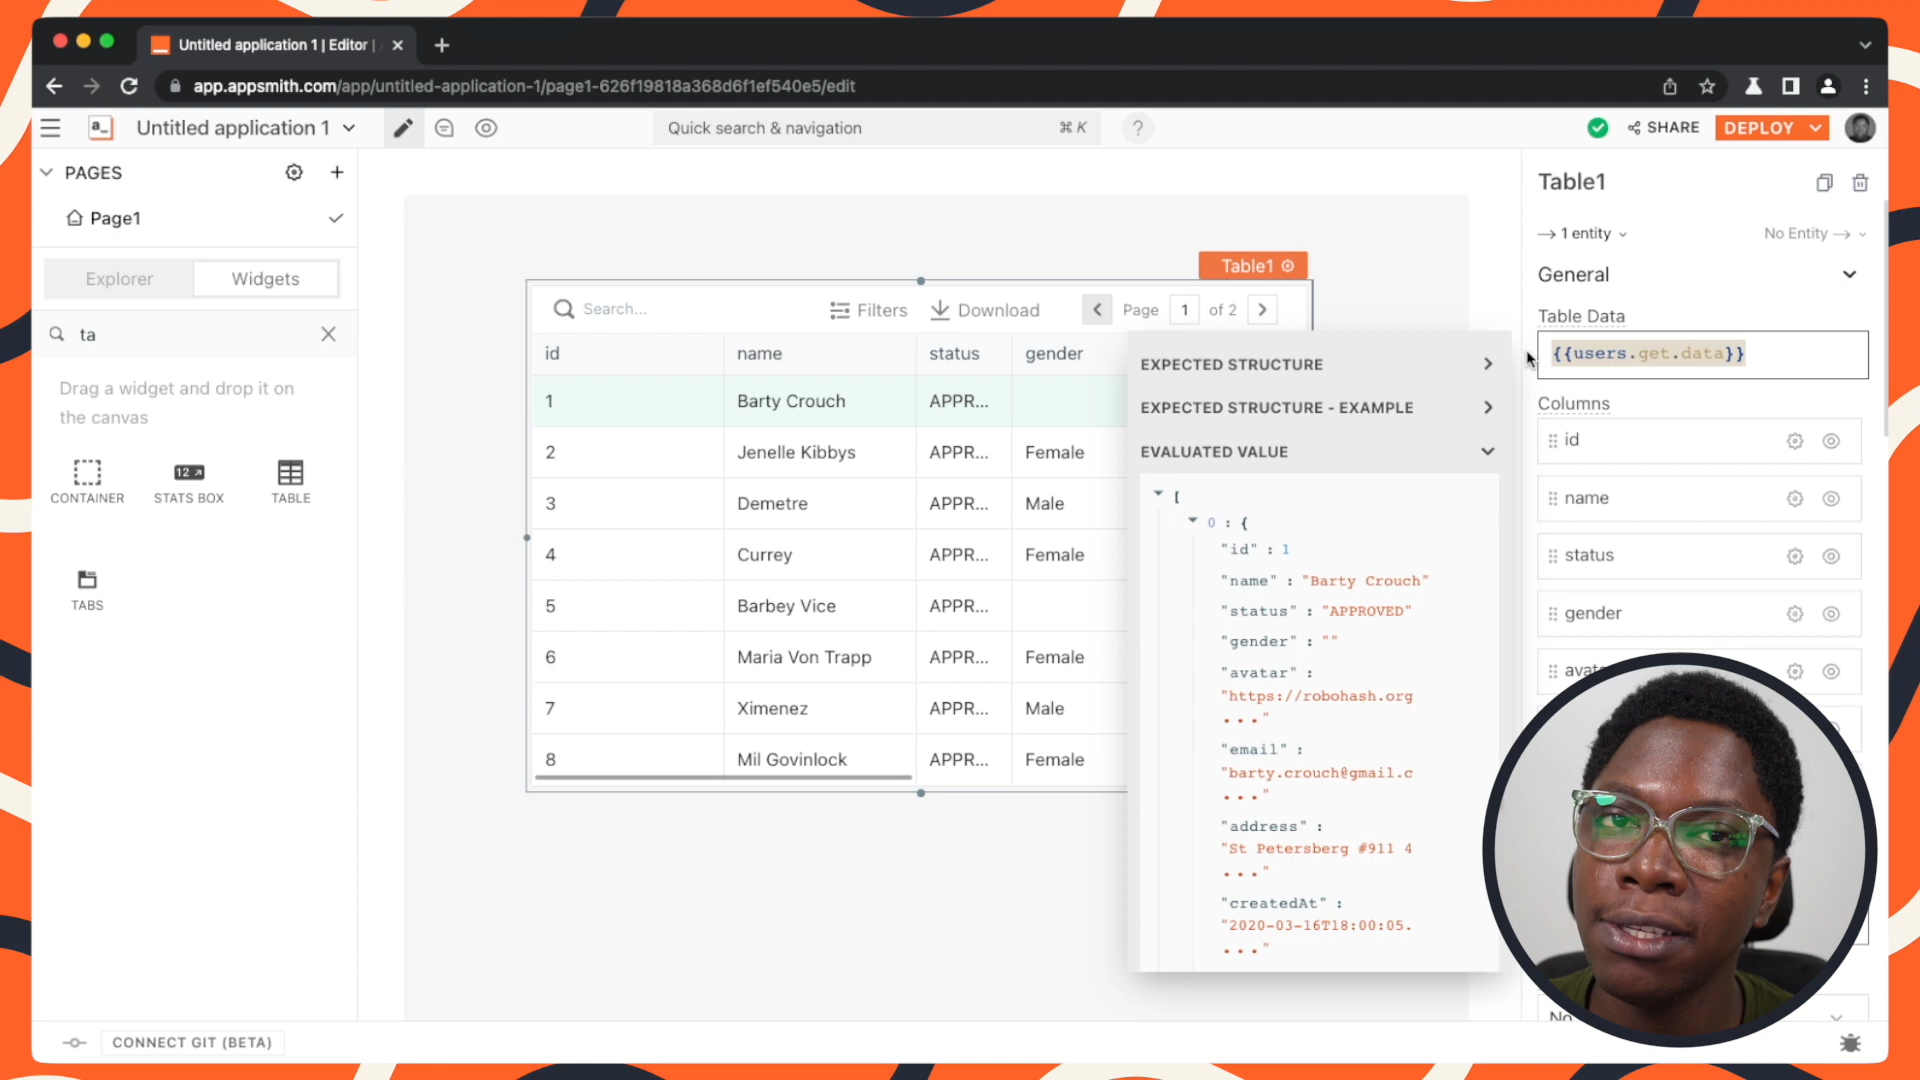 Untitled application 1 | Editor |
app.appsmith.com/app/untitled-application-1/page1-626f19818a368d6f1ef540e5/edit
a_
Untitled application 1
Quick search & navigation
⌘ K
?
SHARE
DEPLOY
PAGES
Page1
Explorer
Widgets
ta
Drag a widget and drop it on
the canvas
CONTAINER
STATS BOX
TABLE
TABS
CONNECT GIT (BETA)
Table1
Search...
Filters
Download
Page 1 of 2
id name status gender
1 Barty Crouch APPR...
2 Jenelle Kibbys APPR... Female
3 Demetre APPR... Male
4 Currey APPR... Female
5 Barbey Vice APPR...
6 Maria Von Trapp APPR... Female
7 Ximenez APPR... Male
8 Mil Govinlock APPR... Female
EXPECTED STRUCTURE
EXPECTED STRUCTURE - EXAMPLE
EVALUATED VALUE
[
0 : {
"id" : 1
"name" : "Barty Crouch"
"status" : "APPROVED"
"gender" : ""
"avatar" :
"https://robohash.org
..."
"email" :
"barty.crouch@gmail.c
..."
"address" :
"St Petersberg #911 4
..."
"createdAt" :
"2020-03-16T18:00:05.
..."
Table1
1 entity
No Entity
General
Table Data
{{users.get.data}}
Columns
id
name
status
gender